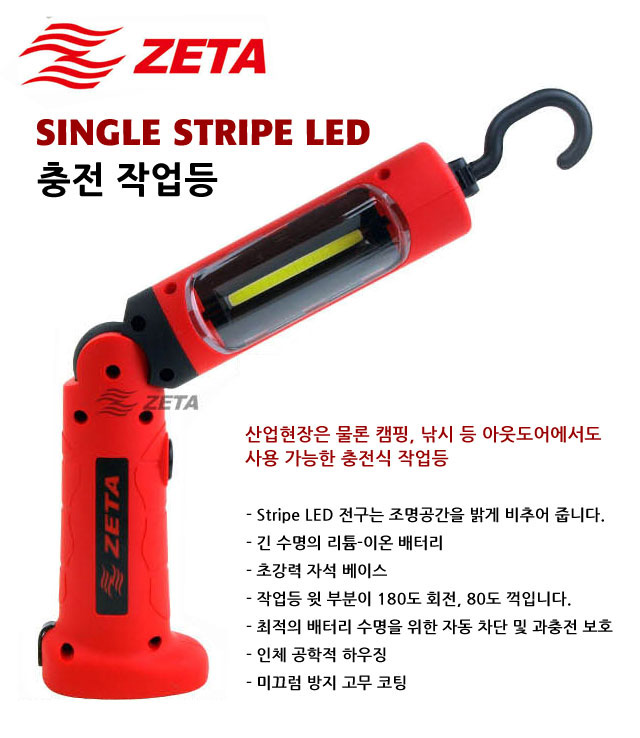 ZETA
SINGLE STRIPE LED
충전 작업등
ZETA
ZETA
산업현장은 물론 캠핑, 낚시 등 아웃도어에서도
사용 가능한 충전식 작업등
- Stripe LED 전구는 조명공간을 밝게 비추어 줍니다.
- 긴 수명의 리튬-이온 배터리
- 초강력 자석 베이스
- 작업등 윗 부분이 180도 회전, 80도 꺽입니다.
- 최적의 배터리 수명을 위한 자동 차단 및 과충전 보호
- 인체 공학적 하우징
- 미끄럼 방지 고무 코팅